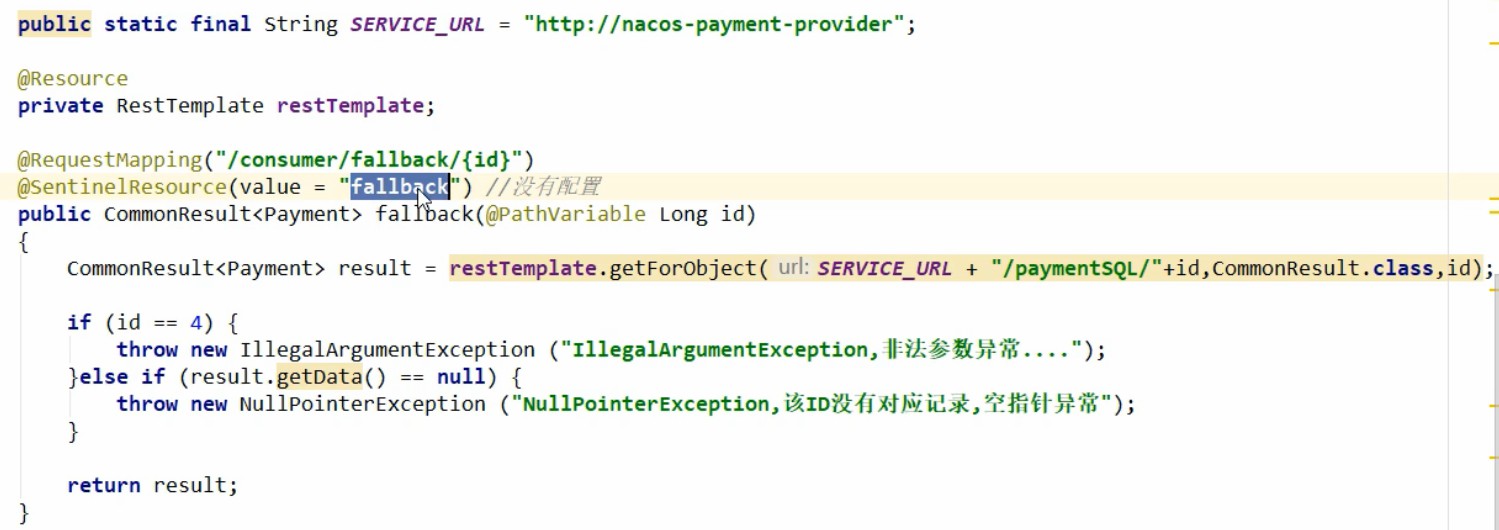 public static final String SERVICE_URL = "http://nacos-payment-provider";
@Resource
private RestTemplate restTemplate;
@RequestMapping("/consumer/fallback/{id}")
@SentinelResource(value = "fallback") //没有配置
public CommonResult<Payment> fallback(@PathVariable Long id)
{
CommonResult<Payment> result = restTemplate.getForObject( url: SERVICE_URL + "/paymentSQL/"+id,CommonResult.class,id);
if (id == 4) {
throw new IllegalArgumentException ("IllegalArgumentException,非法参数异常....");
}else if (result.getData() == null) {
throw new NullPointerException ("NullPointerException,该ID没有对应记录,空指针异常");
}
return result;
}